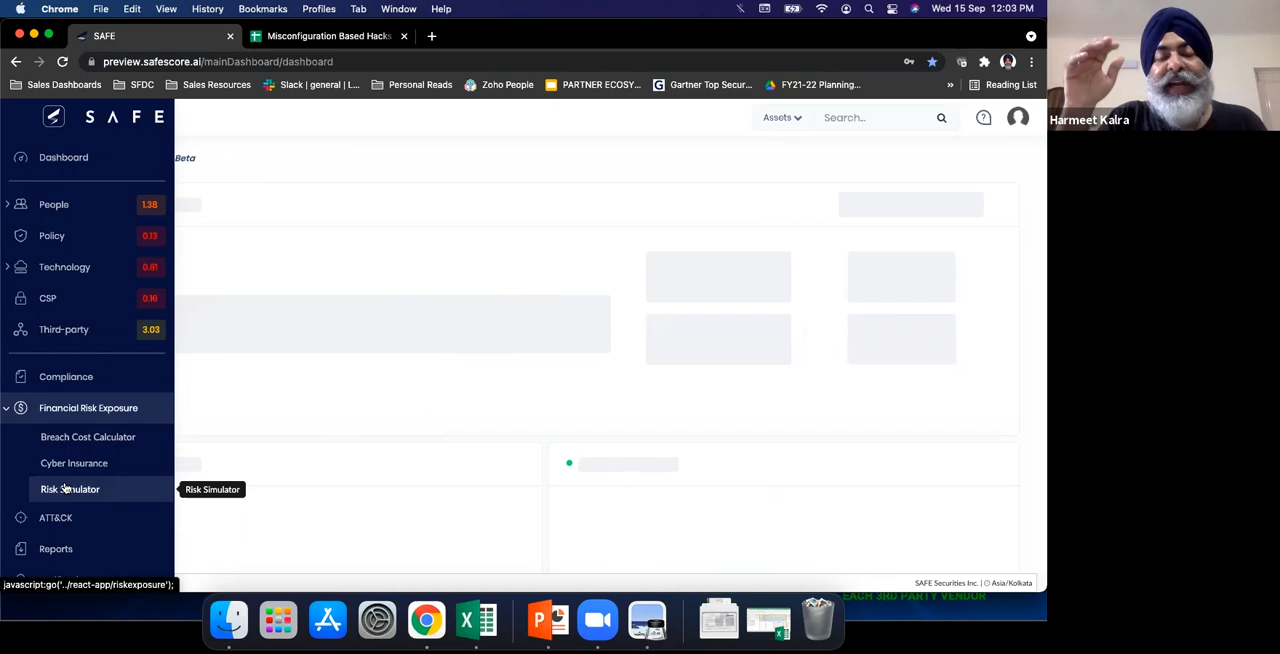 Chrome File Edit View History Bookmarks Profiles Tab Window Help Wed 15 Sep 12:03 PM
SAFE Misconfiguration Based Hacks
preview.safescore.ai/mainDashboard/dashboard
Sales Dashboards SFDC Sales Resources Slack | general | L... Personal Reads Zoho People PARTNER ECOSY... Gartner Top Secur... FY21-22 Planning... » Reading List
Harmeet Kalra
SAFE
Assets Search...
Dashboard
Beta
People 1.38
Policy 0.13
Technology 0.81
CSP 0.16
Third-party 3.03
Compliance
Financial Risk Exposure
Breach Cost Calculator
Cyber Insurance
Risk Simulator Risk Simulator
ATT&CK
Reports
javascript:go('../react-app/riskexposure');
SAFE Securities Inc. | Asia/Kolkata
EACH 3RD PARTY VENDOR